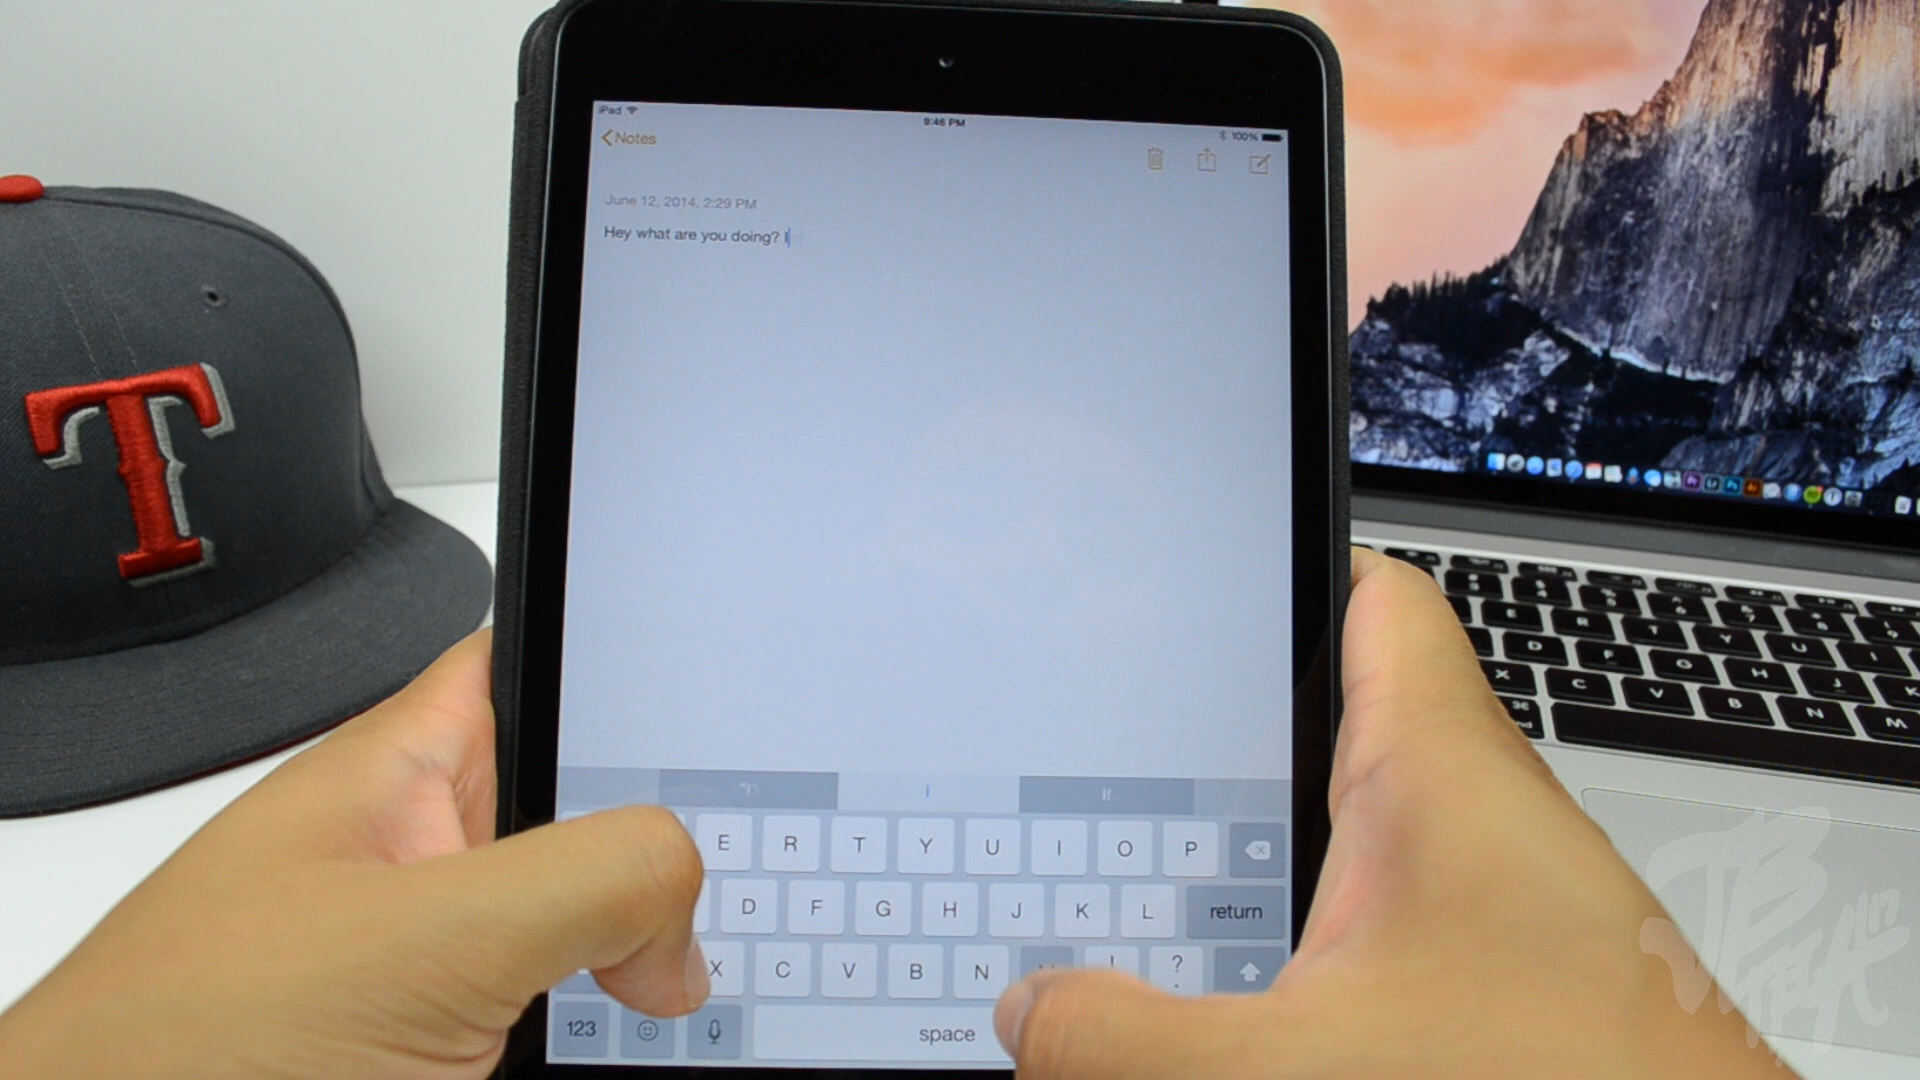 T
iPad
9:46 PM
100%
Notes
June 12, 2014, 2:29 PM
Hey what are you doing? I
I
If
E R T Y U I O P
D F G H J K L return
X C V B N ! ?
.
123 space
E R T Y U I
D F G H J K
X C V B N M